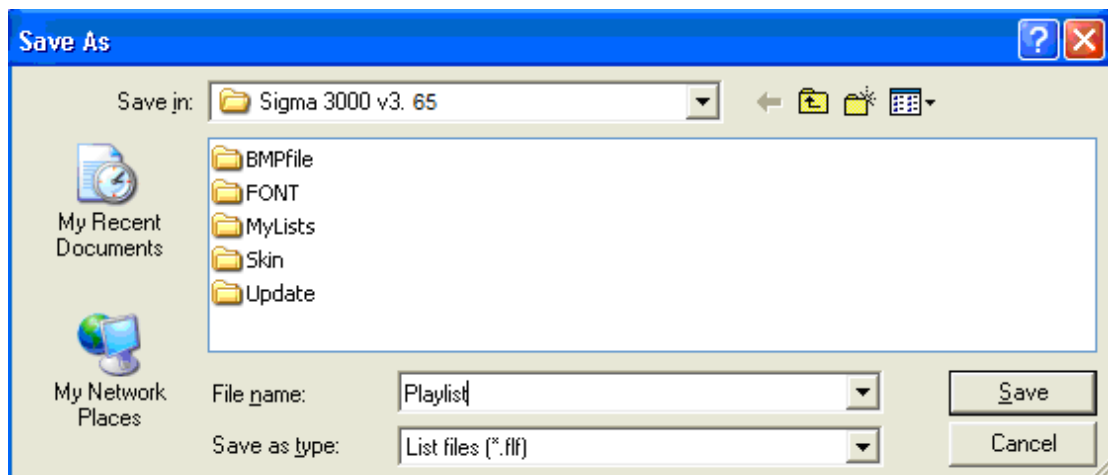 Save As
Save in: Sigma 3000 v3. 65
My Recent
Documents
My Network
Places
BMPfile
FONT
MyLists
Skin
Update
File name: Playlist
Save
Save as type: List files (*.flf)
Cancel